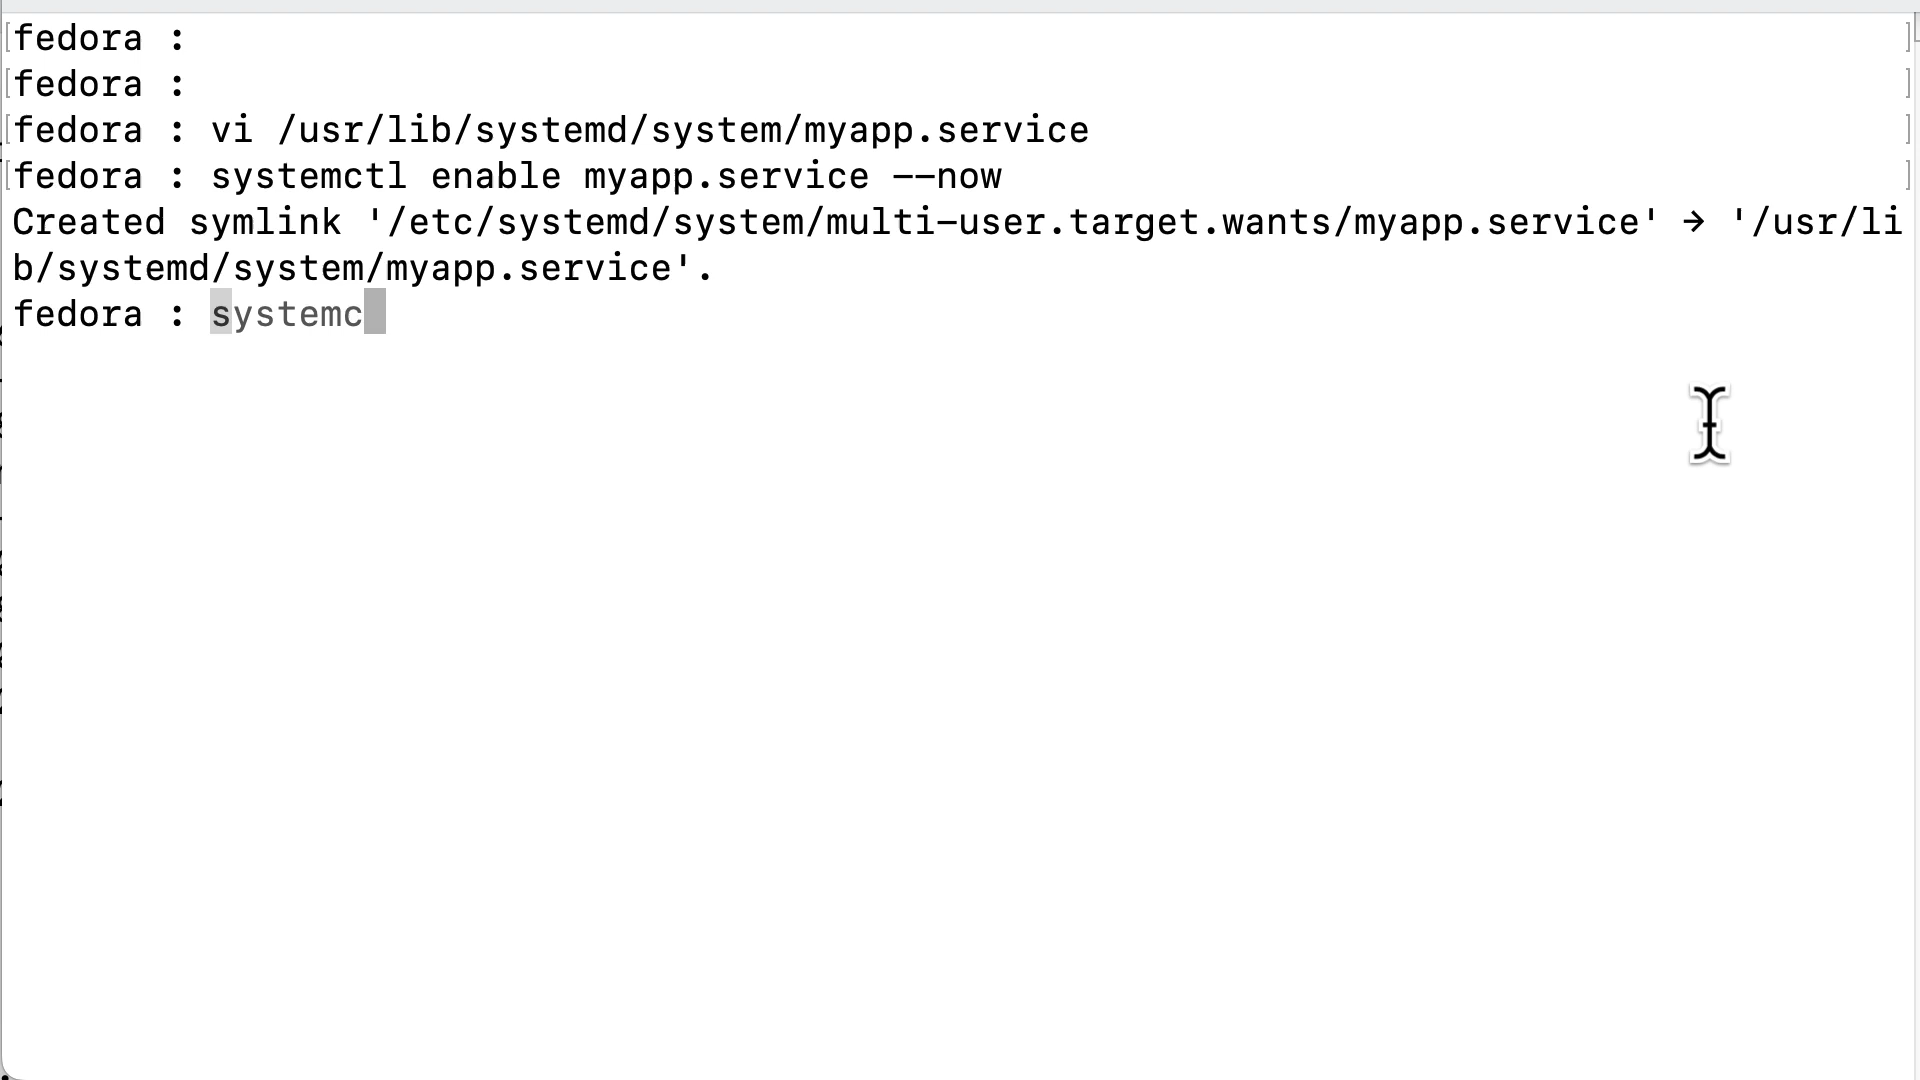 [fedora : ]
[fedora : ]
[fedora : vi /usr/lib/systemd/system/myapp.service ]
[fedora : systemctl enable myapp.service --now ]
Created symlink '/etc/systemd/system/multi-user.target.wants/myapp.service' → '/usr/li
b/systemd/system/myapp.service'.
fedora : systemc